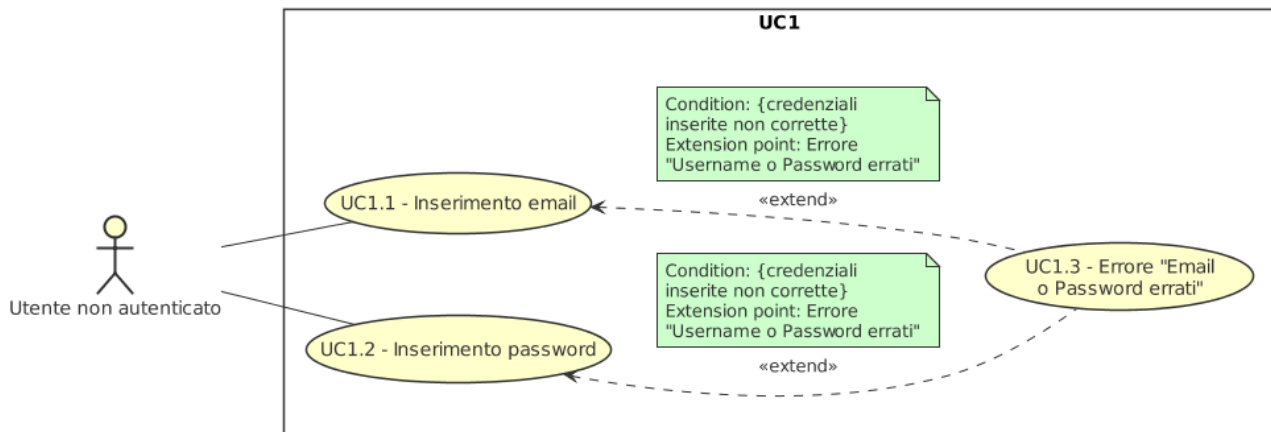 UC1
Condition: {credenziali
inserite non corrette}
Extension point: Errore
"Username o Password errati"
«extend»
UC1.1 - Inserimento email
Utente non autenticato
Condition: {credenziali
inserite non corrette}
Extension point: Errore
"Username o Password errati"
«extend»
UC1.2 - Inserimento password
UC1.3 - Errore "Email
o Password errati"